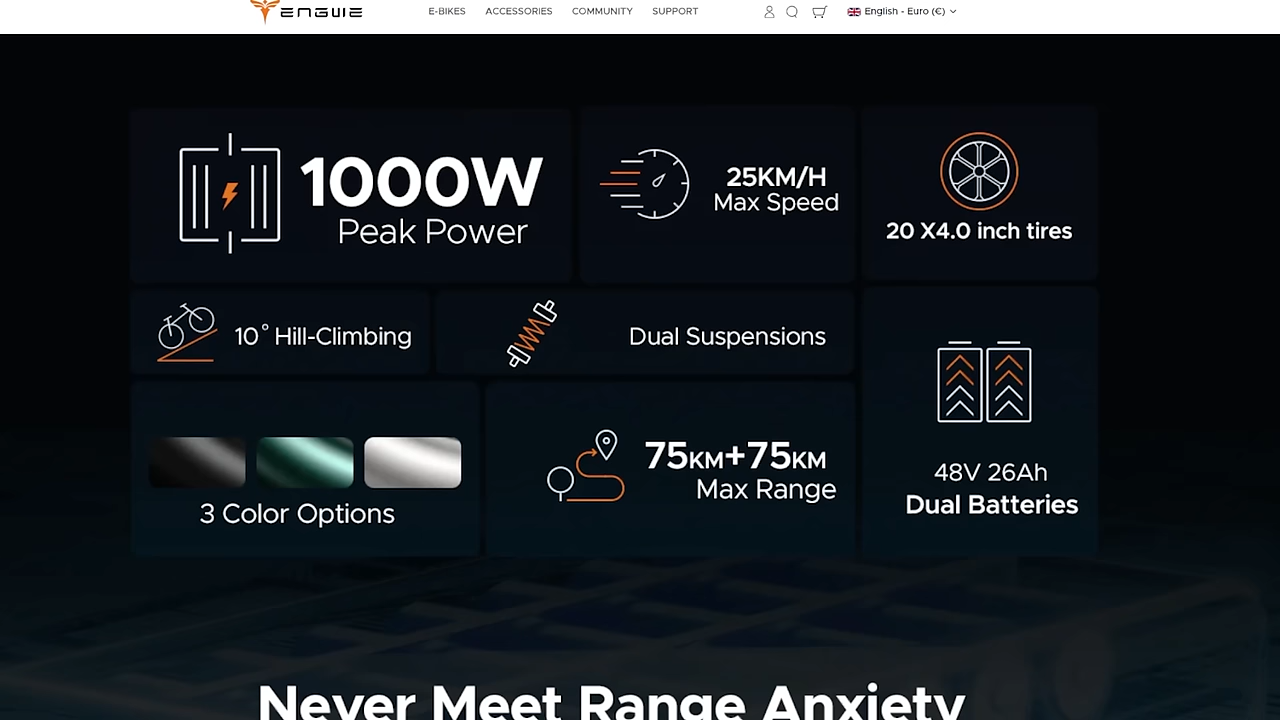 ENGWE
E-BIKES
ACCESSORIES
COMMUNITY
SUPPORT
English - Euro (€)
1000W
Peak Power
25KM/H
Max Speed
20 X4.0 inch tires
10° Hill-Climbing
Dual Suspensions
3 Color Options
75KM+75KM
Max Range
48V 26Ah
Dual Batteries
Never Meet Range Anxiety